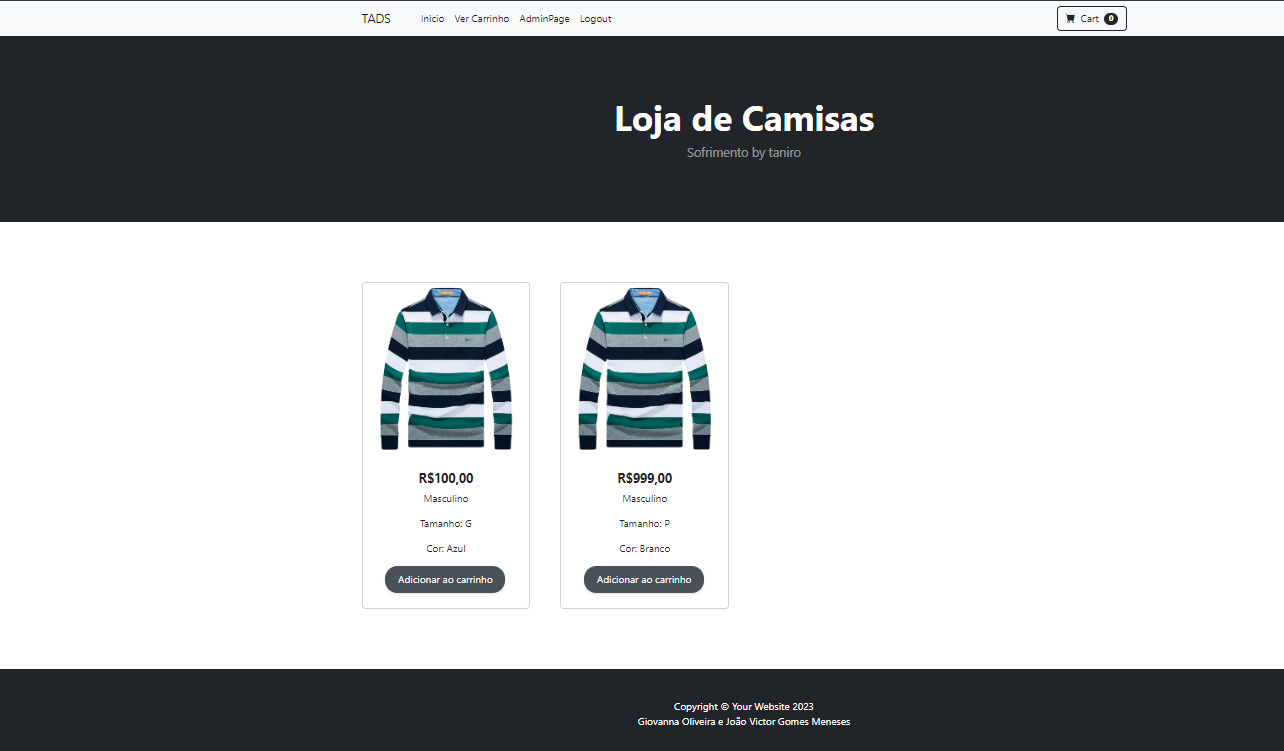 TADS Inicio Ver Carrinho AdminPage Logout Cart 0
Loja de Camisas
Sofrimento by taniro
R$100,00
Masculino
Tamanho: G
Cor: Azul
Adicionar ao carrinho
R$999,00
Masculino
Tamanho: P
Cor: Branco
Adicionar ao carrinho
Copyright © Your Website 2023
Giovanna Oliveira e João Victor Gomes Meneses